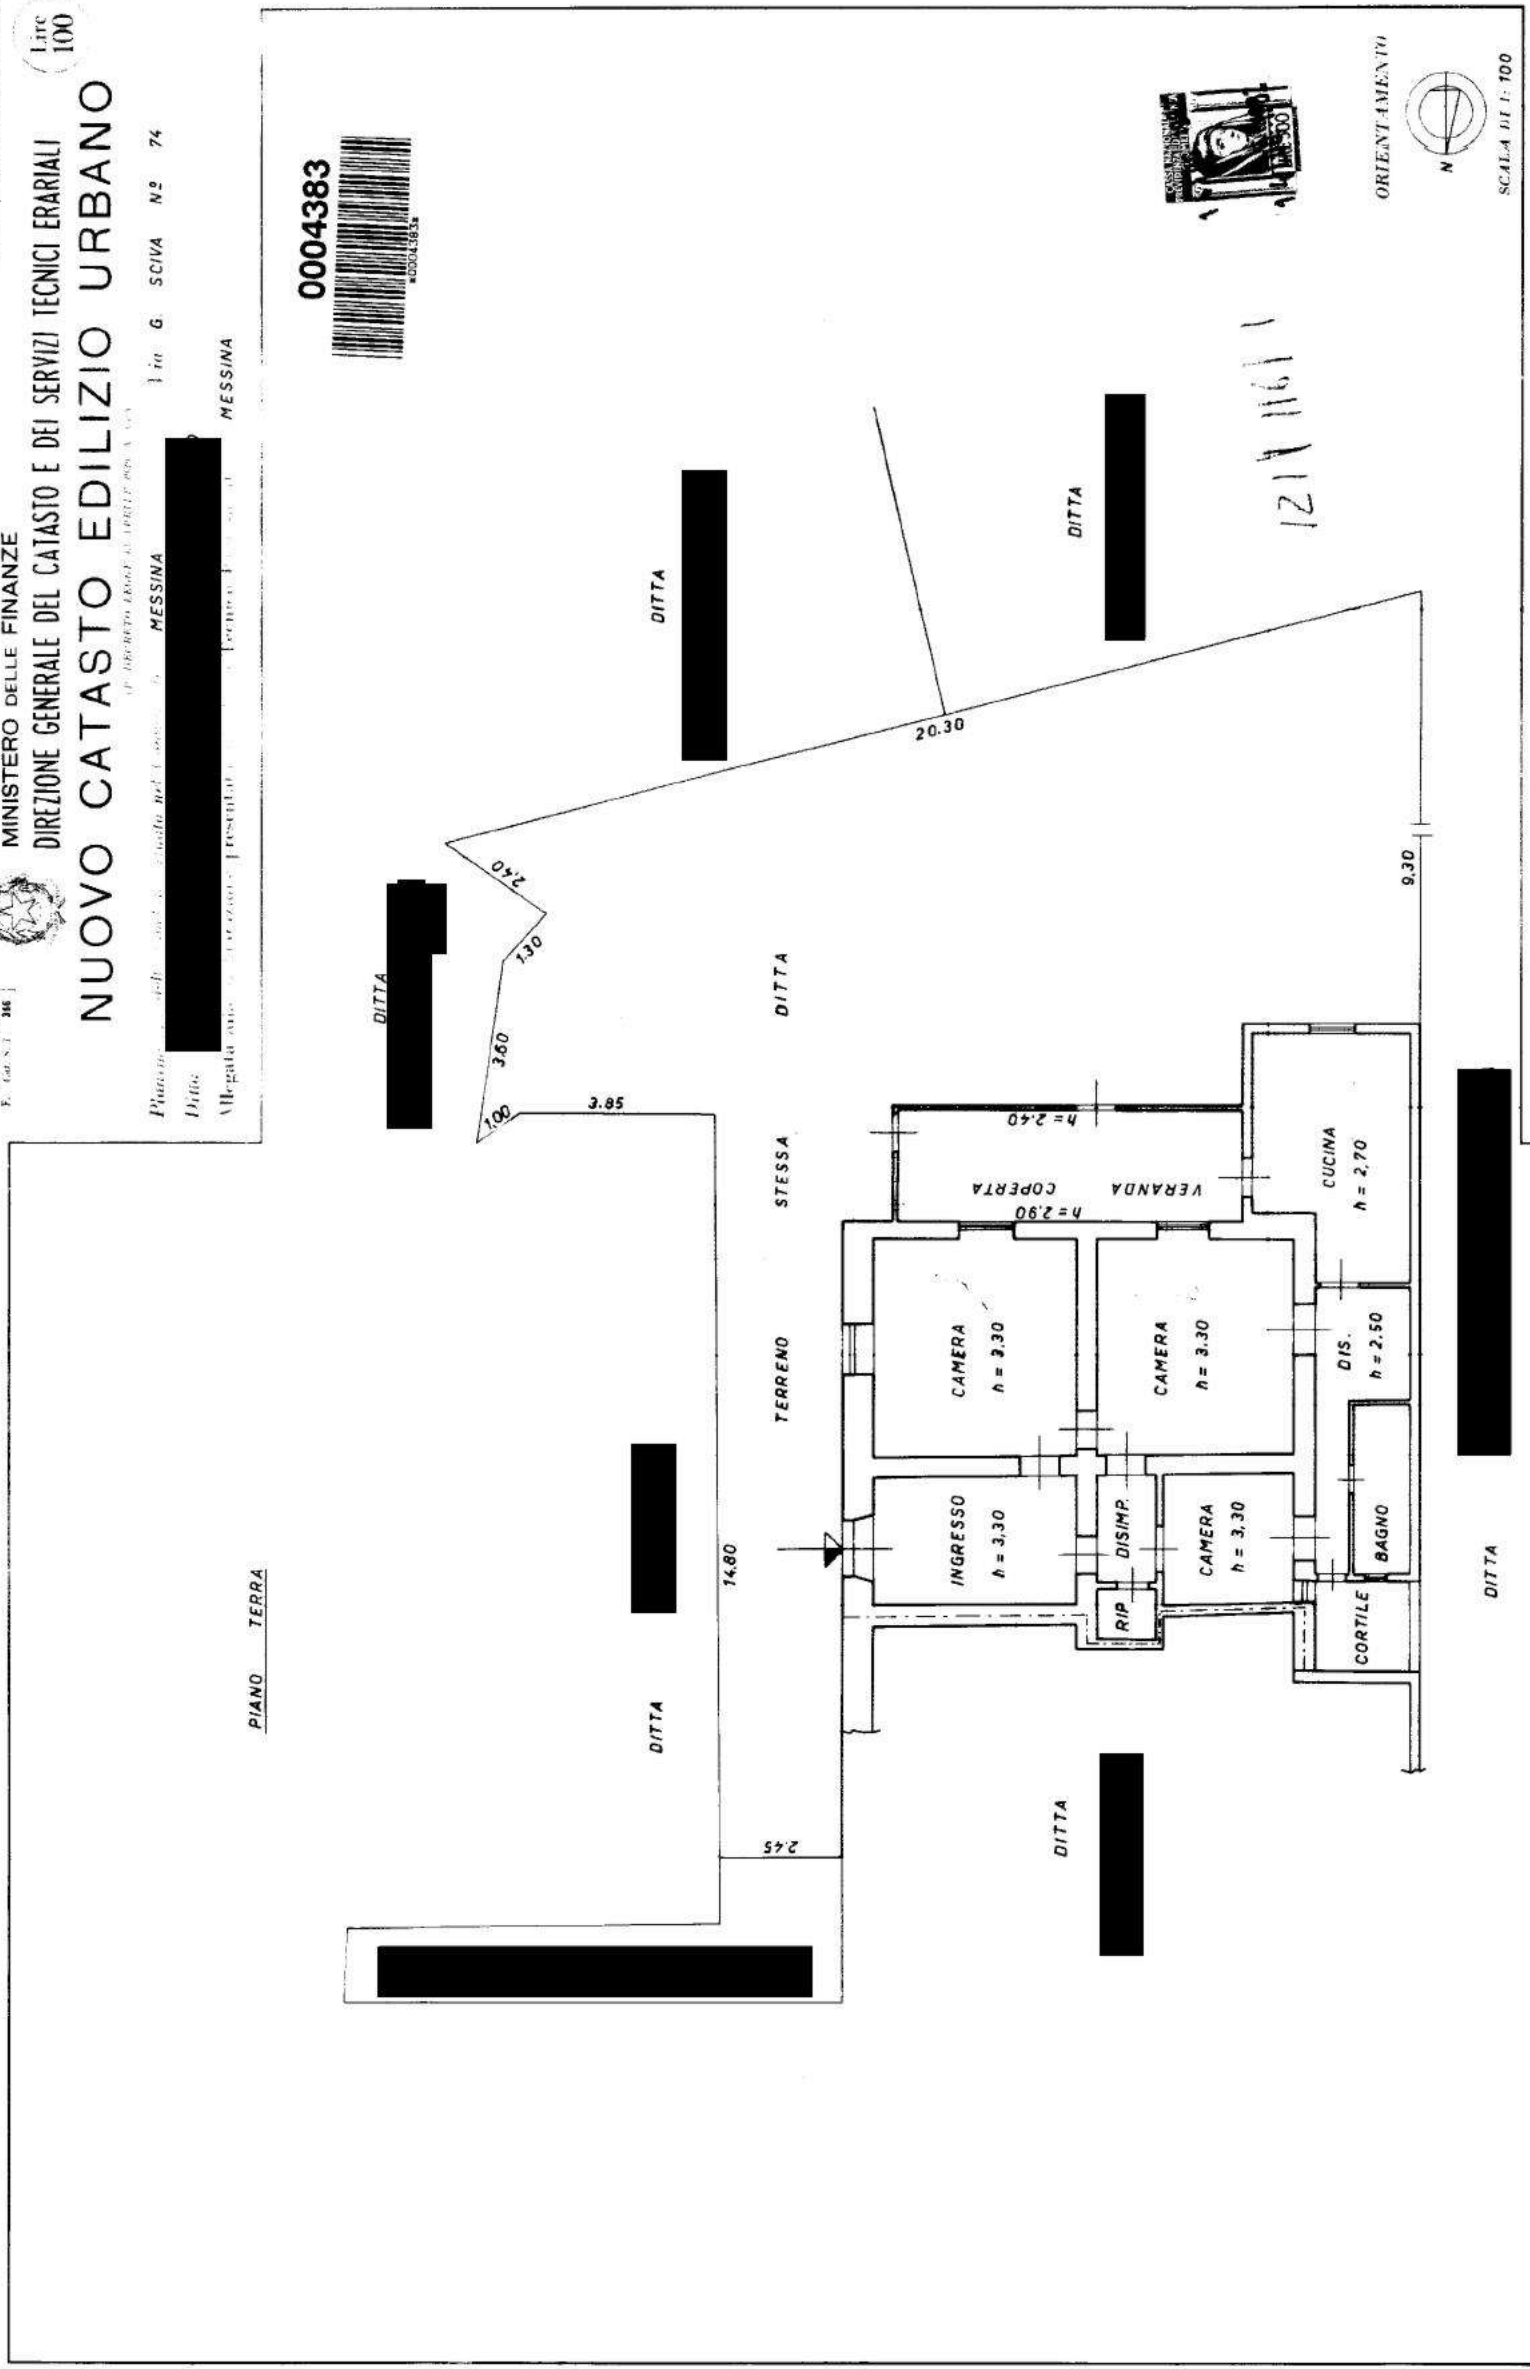 MINISTERO DELLE FINANZE
DIREZIONE GENERALE DEL CATASTO E DEI SERVIZI TECNICI ERARIALI
Lire
100
NUOVO CATASTO EDILIZIO URBANO
MESSINA
Via G. SCIVA Nº 74
Ditta
MESSINA
0004383
*0004383*
PIANO TERRA
DITTA
DITTA
DITTA
DITTA
2.40
1.30
3.60
1.00
3.85
20.30
14.80
2.45
9.30
TERRENO STESSA DITTA
INGRESSO
h = 3,30
CAMERA
h = 3.30
VERANDA COPERTA
h = 2.90
h = 2.40
RIP
DISIMP.
CAMERA
h = 3.30
CAMERA
h = 3,30
CUCINA
h = 2,70
DIS.
h = 2.50
BAGNO
CORTILE
DITTA
DITTA
ORIENTAMENTO
N
SCALA DI 1: 100